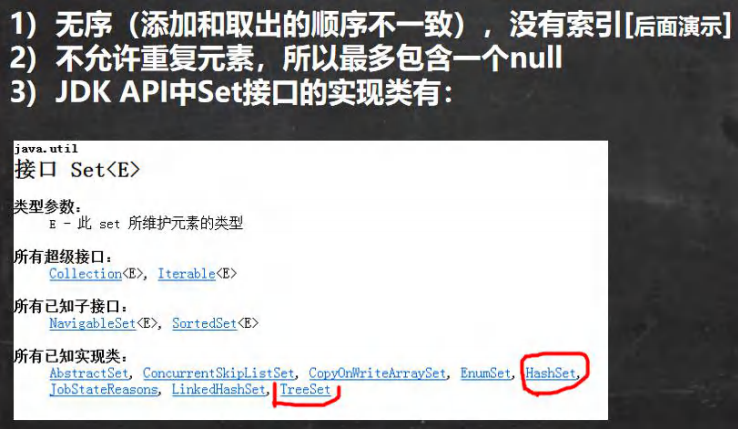 1）无序（添加和取出的顺序不一致），没有索引[后面演示]
2）不允许重复元素，所以最多包含一个null
3）JDK API中Set接口的实现类有：
java.util
接口 Set<E>
类型参数：
E - 此 set 所维护元素的类型
所有超级接口：
Collection<E>, Iterable<E>
所有已知子接口：
NavigableSet<E>, SortedSet<E>
所有已知实现类：
AbstractSet, ConcurrentSkipListSet, CopyOnWriteArraySet, EnumSet, HashSet,
JobStateReasons, LinkedHashSet, TreeSet